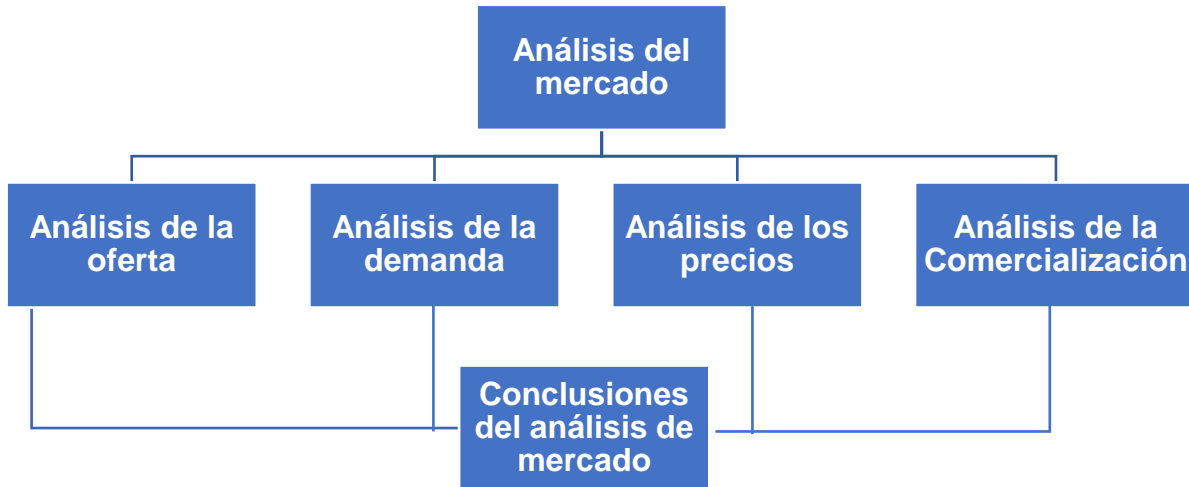 Análisis del
mercado
Análisis de la
oferta
Análisis de la
demanda
Análisis de los
precios
Análisis de la
Comercialización
Conclusiones
del análisis de
mercado